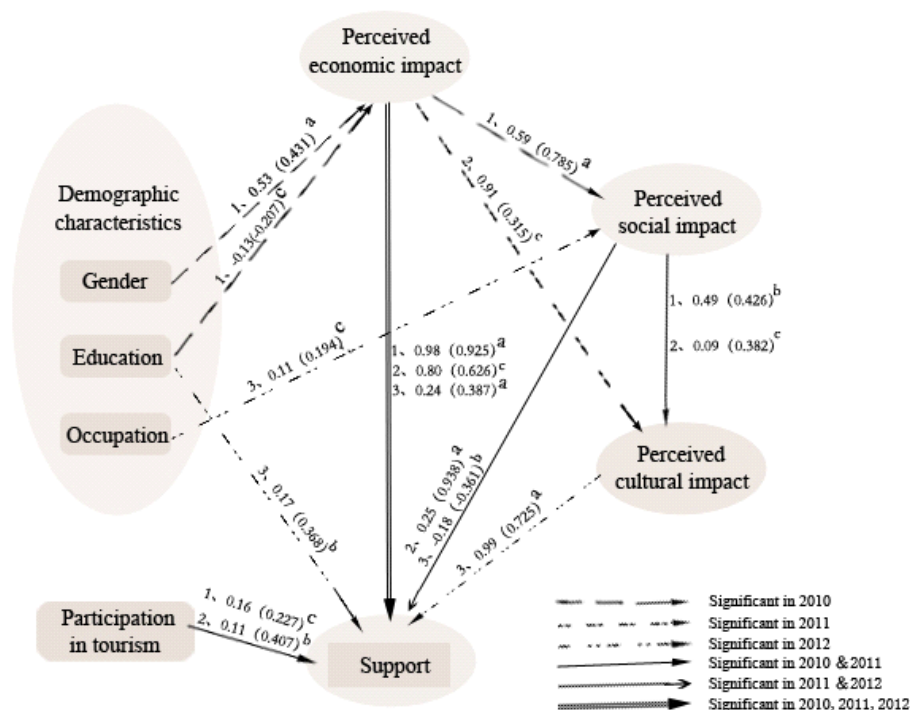 Perceived
economic impact
1、0.59 (0.785)a
1、0.53 (0.431)a
Demographic
characteristics
2、0.91 (0.315)c
Perceived
social impact
1、-0.13(-0.207)c
Gender
1、0.49 (0.426)b
Education
3、0.11 (0.194)c
1、0.98 (0.925)a
2、0.09 (0.382)c
2、0.80 (0.626)c
3、0.24 (0.387)a
Occupation
Perceived
cultural impact
3、0.17 (0.368)b
2、0.25 (0.938)a
3、-0.18 (-0.361)b
3、0.99 (0.725)a
1、0.16 (0.227)c
2、0.11 (0.407)b
Participation
in tourism
Support
Significant in 2010
Significant in 2011
Significant in 2012
Significant in 2010 &2011
Significant in 2011 &2012
Significant in 2010, 2011, 2012